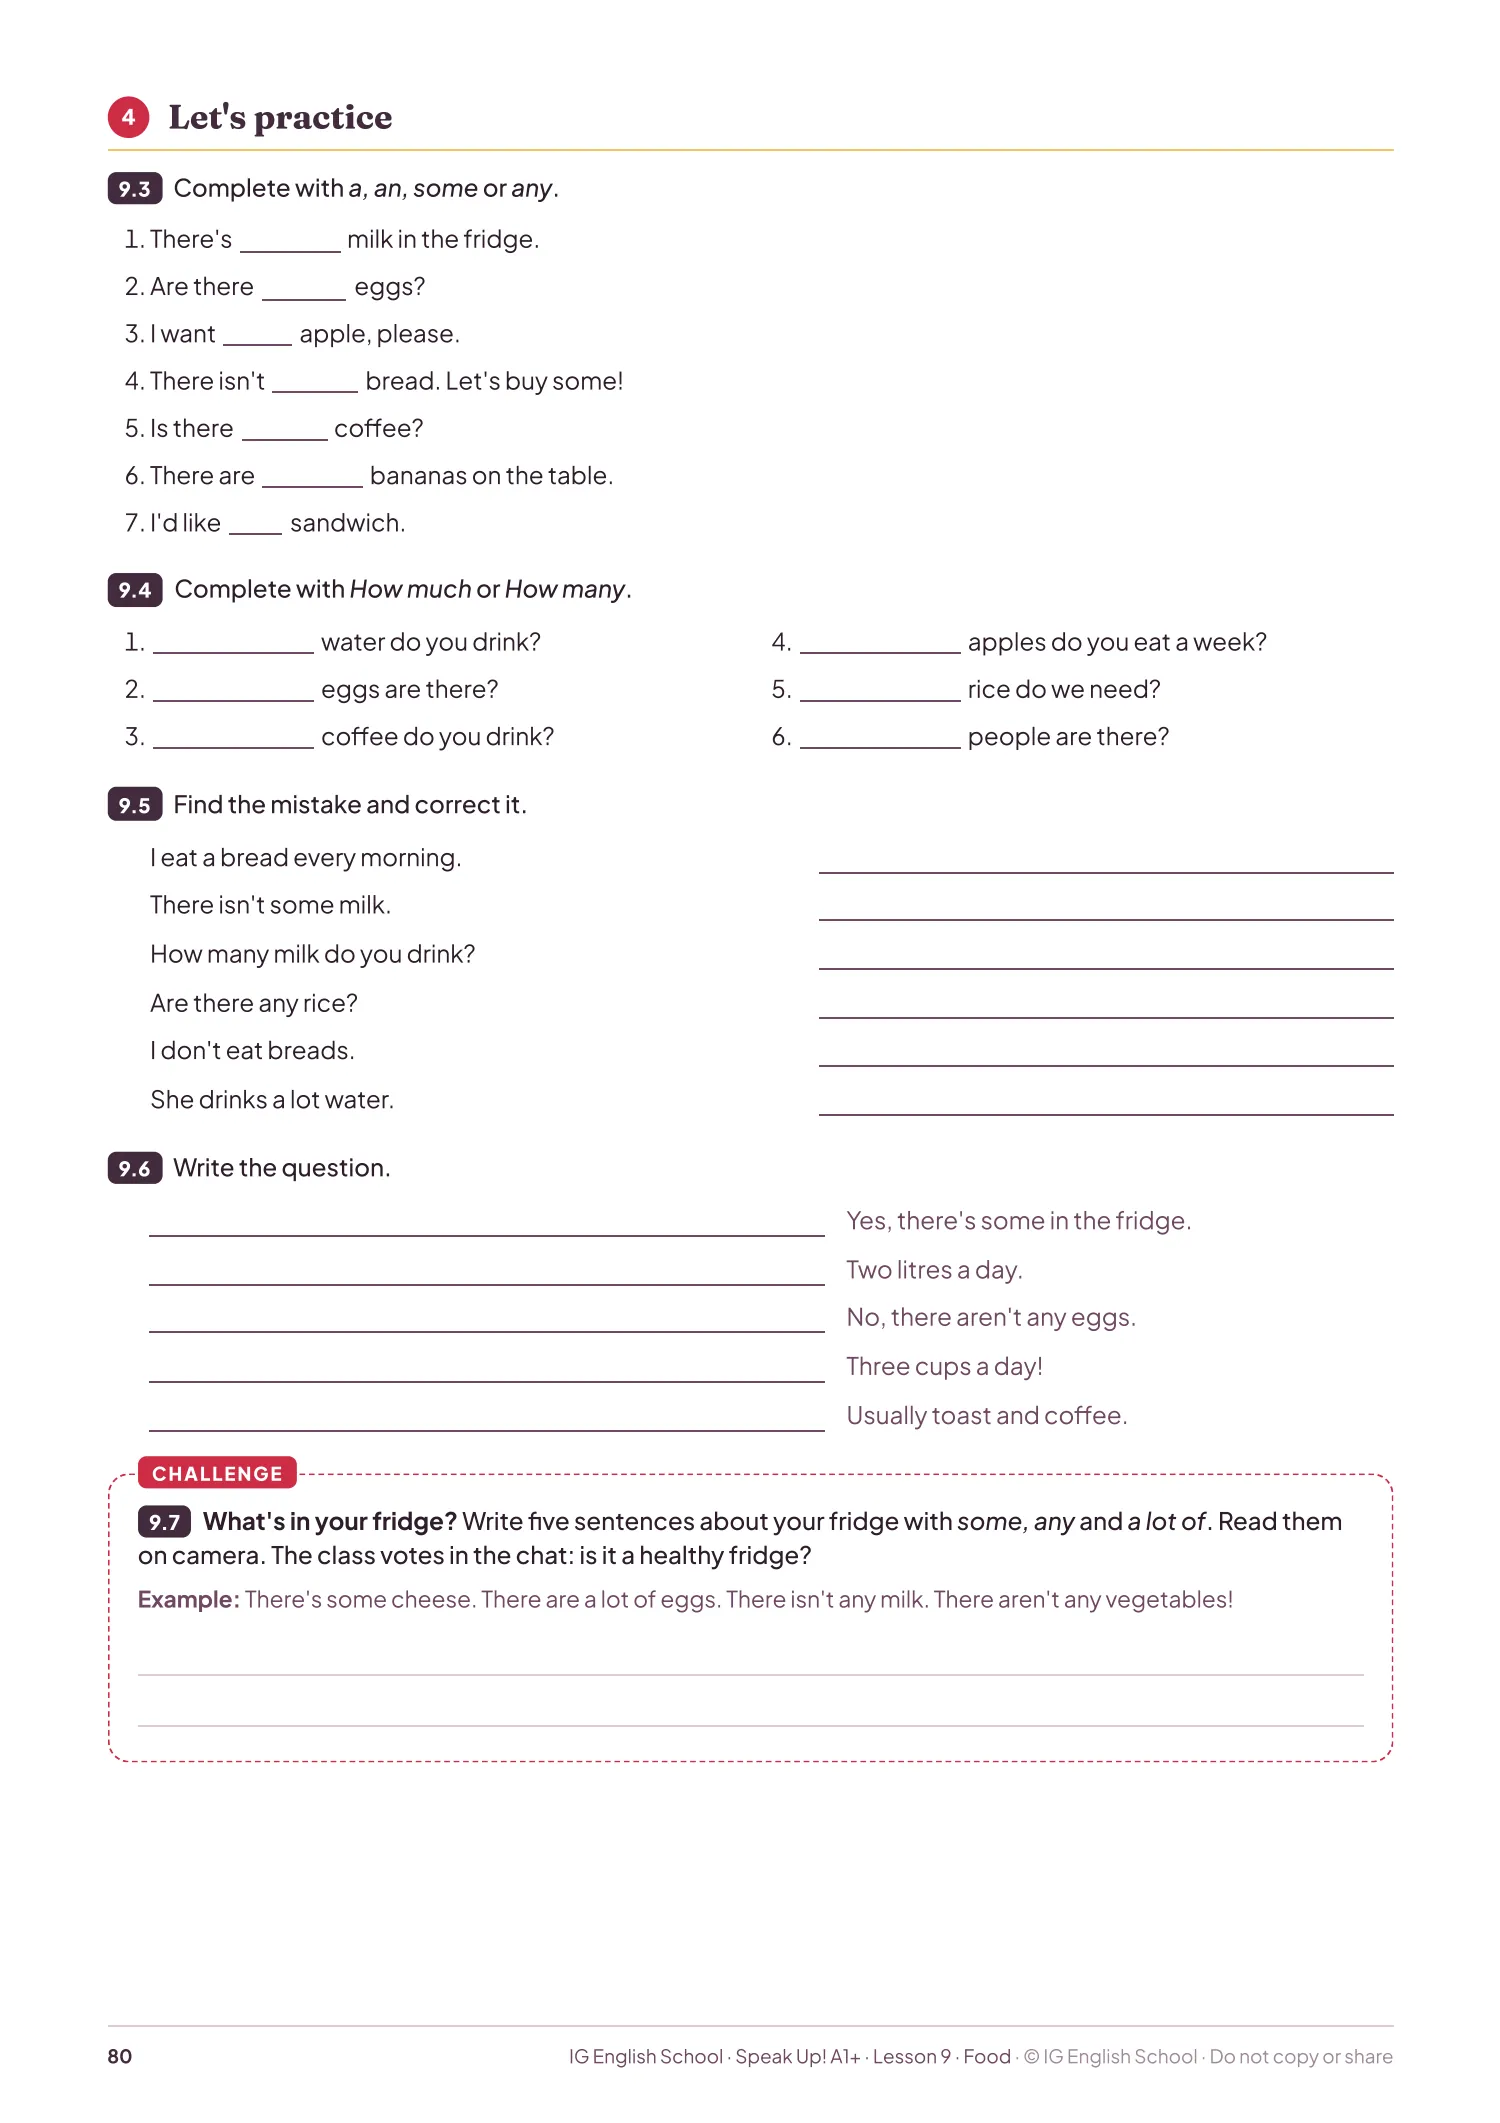 4 Let's practice
9.3 Complete with a, an, some or any.
1. There's ________ milk in the fridge.
2. Are there _______ eggs?
3. I want _____ apple, please.
4. There isn't _______ bread. Let's buy some!
5. Is there _______ coffee?
6. There are ________ bananas on the table.
7. I'd like ____ sandwich.
9.4 Complete with How much or How many.
1. _____________ water do you drink?
2. _____________ eggs are there?
3. _____________ coffee do you drink?
4. _____________ apples do you eat a week?
5. _____________ rice do we need?
6. _____________ people are there?
9.5 Find the mistake and correct it.
I eat a bread every morning.
There isn't some milk.
How many milk do you drink?
Are there any rice?
I don't eat breads.
She drinks a lot water.
9.6 Write the question.
Yes, there's some in the fridge.
Two litres a day.
No, there aren't any eggs.
Three cups a day!
Usually toast and coffee.
CHALLENGE
9.7 What's in your fridge? Write five sentences about your fridge with some, any and a lot of. Read them
on camera. The class votes in the chat: is it a healthy fridge?
Example: There's some cheese. There are a lot of eggs. There isn't any milk. There aren't any vegetables!
80 IG English School · Speak Up! A1+ · Lesson 9 · Food · © IG English School · Do not copy or share